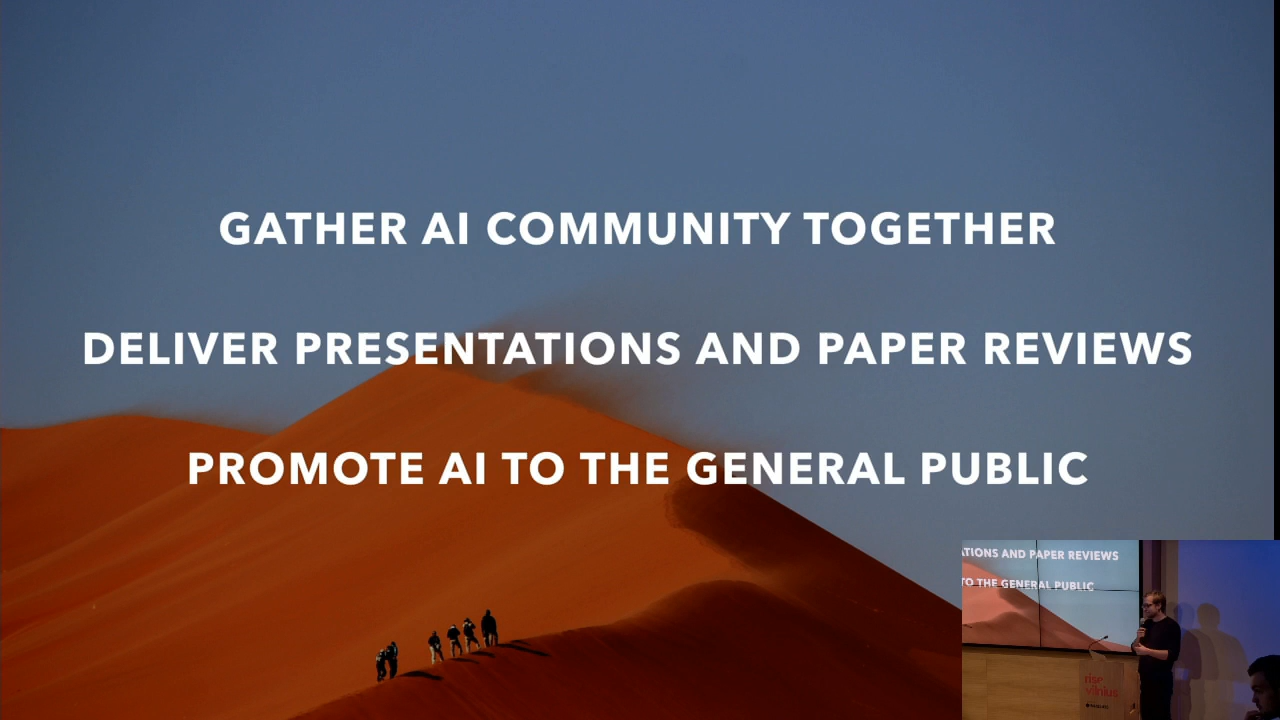 GATHER AI COMMUNITY TOGETHER
DELIVER PRESENTATIONS AND PAPER REVIEWS
PROMOTE AI TO THE GENERAL PUBLIC
ATIONS AND PAPER REVIEWS
TO THE GENERAL PUBLIC
rise
vilnius